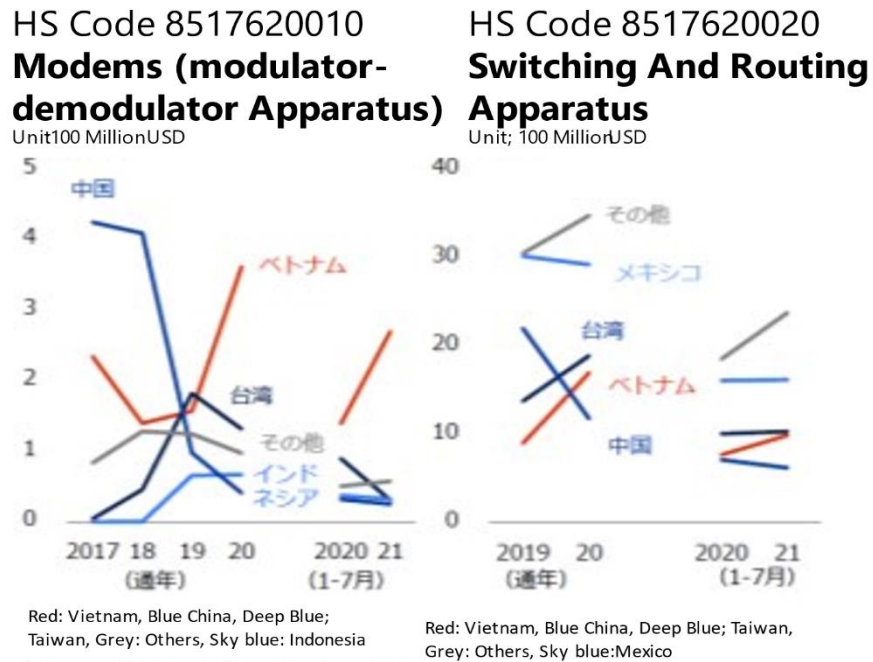 HS Code 8517620010
Modems (modulator-
demodulator Apparatus)
Unit100 MillionUSD
5
中国
4
ベトナム
3
2
台湾
1
その他
インド
ネシア
0
2017 18 19 20 2020 21
(通年) (1-7月)
Red: Vietnam, Blue China, Deep Blue;
Taiwan, Grey: Others, Sky blue: Indonesia
HS Code 8517620020
Switching And Routing
Apparatus
Unit; 100 MillionUSD
40
その他
30
メキシコ
20
台湾
ベトナム
10
中国
0
2019 20 2020 21
(通年) (1-7月)
Red: Vietnam, Blue China, Deep Blue; Taiwan,
Grey: Others, Sky blue:Mexico